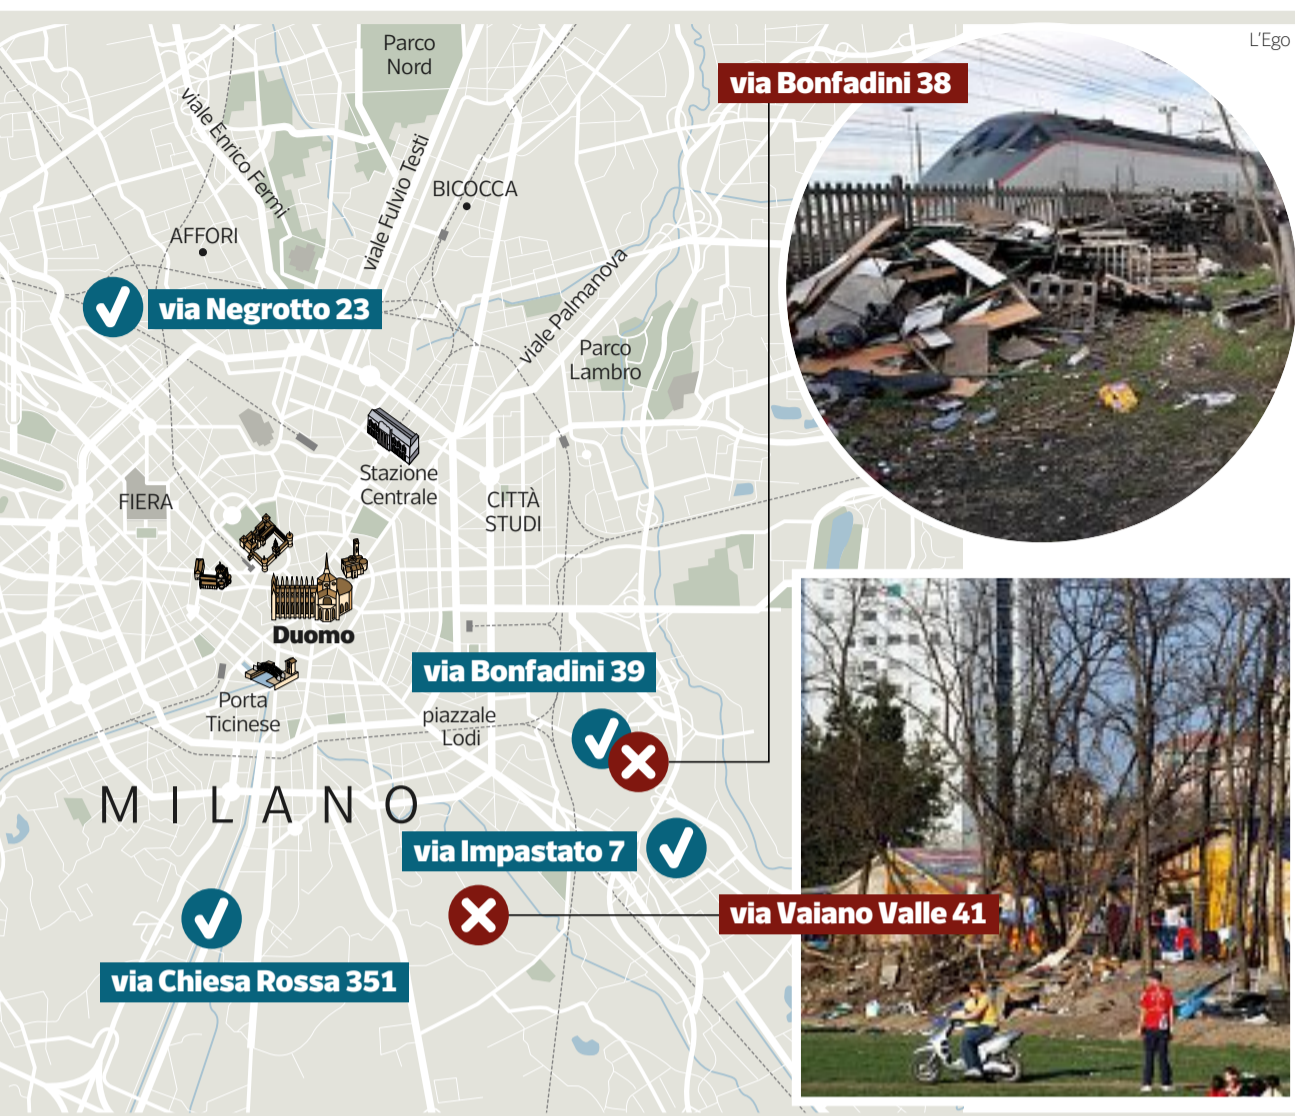 L'Ego
Parco
Nord
via Bonfadini 38
viale Enrico Fermi
viale Fulvio Testi
BICOCCA
AFFORI
viale Palmanova
via Negrotto 23
Parco
Lambro
Stazione
Centrale
FIERA
CITTÀ
STUDI
Duomo
via Bonfadini 39
Porta
Ticinese
piazzale
Lodi
MILANO
via Impastato 7
via Vaiano Valle 41
via Chiesa Rossa 351